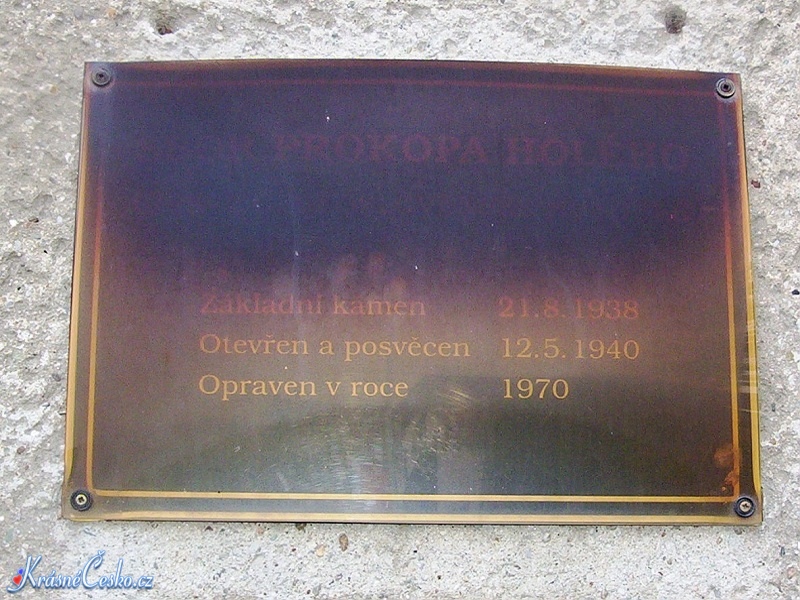 PROKOPA HOLÉHO
Základní kámen 21.8.1938
Otevřen a posvěcen 12.5.1940
Opraven v roce 1970
KrásnéČesko.cz